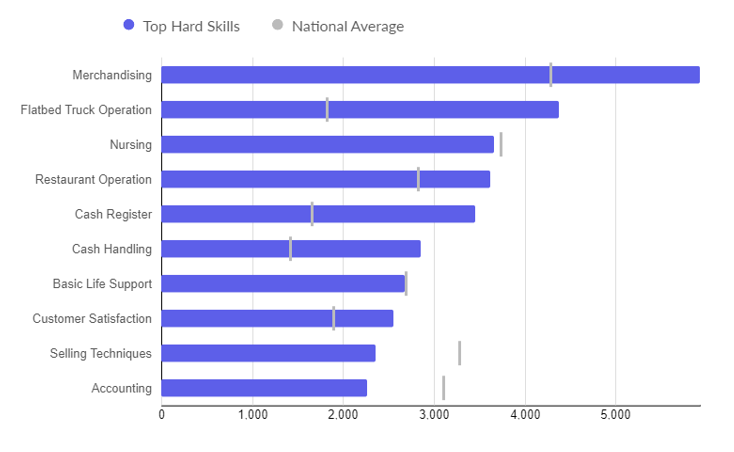 Top Hard Skills National Average
Merchandising
Flatbed Truck Operation
Nursing
Restaurant Operation
Cash Register
Cash Handling
Basic Life Support
Customer Satisfaction
Selling Techniques
Accounting
0 1,000 2,000 3,000 4,000 5,000